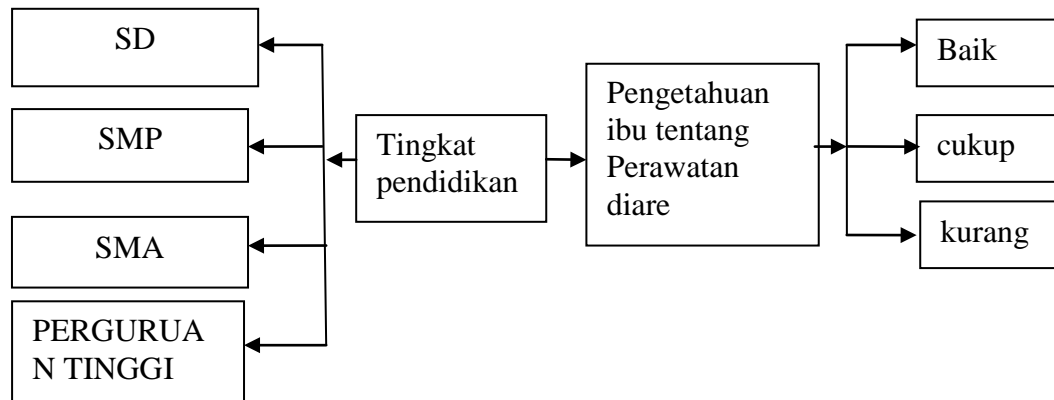 SD
SMP
SMA
PERGURUA
N TINGGI
Tingkat
pendidikan
Pengetahuan
ibu tentang
Perawatan
diare
Baik
cukup
kurang